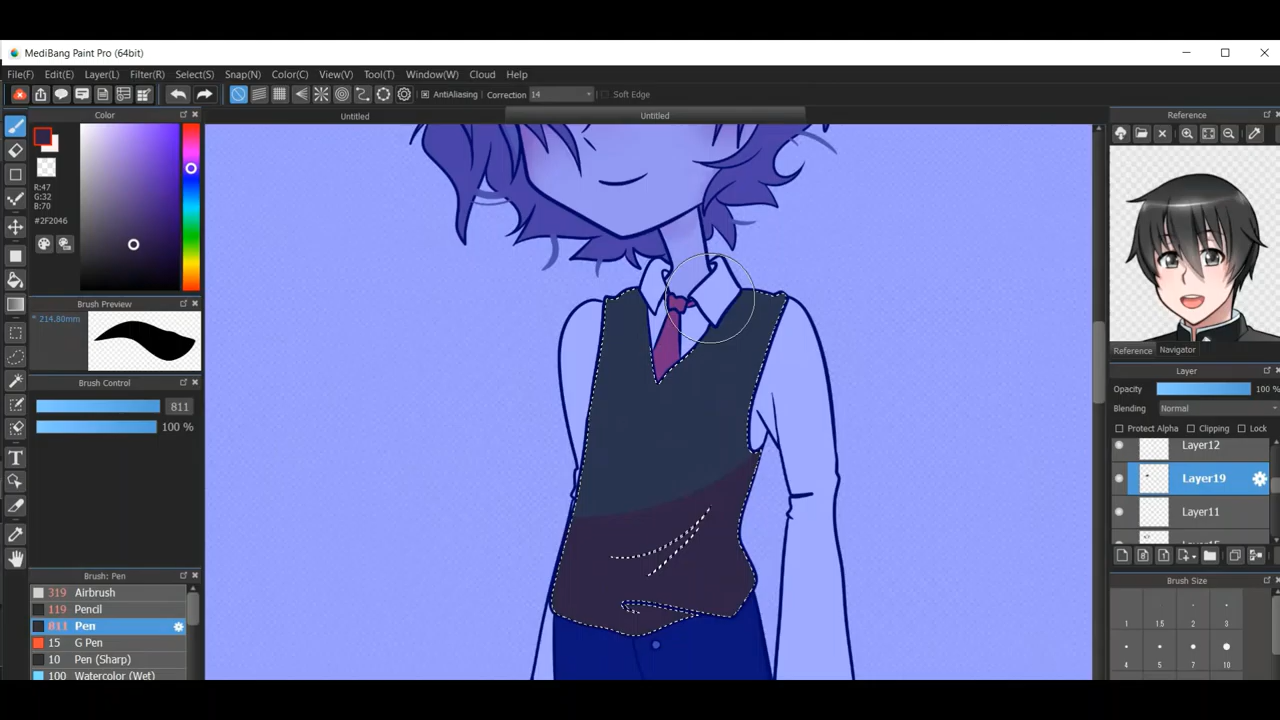 MediBang Paint Pro (64bit)
File(F) Edit(E) Layer(L) Filter(R) Select(S) Snap(N) Color(C) View(V) Tool(T) Window(W) Cloud Help
AntiAliasing Correction 14 Soft Edge
Color
Untitled Untitled
Reference
R:47
G:32
B:70
#2F2046
Brush Preview
* 214.80mm
Brush Control
811
100 %
Brush: Pen
319 Airbrush
119 Pencil
811 Pen
15 G Pen
10 Pen (Sharp)
100 Watercolor (Wet)
Reference Navigator
Layer
Opacity 100 %
Blending Normal
Protect Alpha Clipping Lock
Layer12
Layer19
Layer11
Brush Size
1 1.5 2 3
4 5 7 10